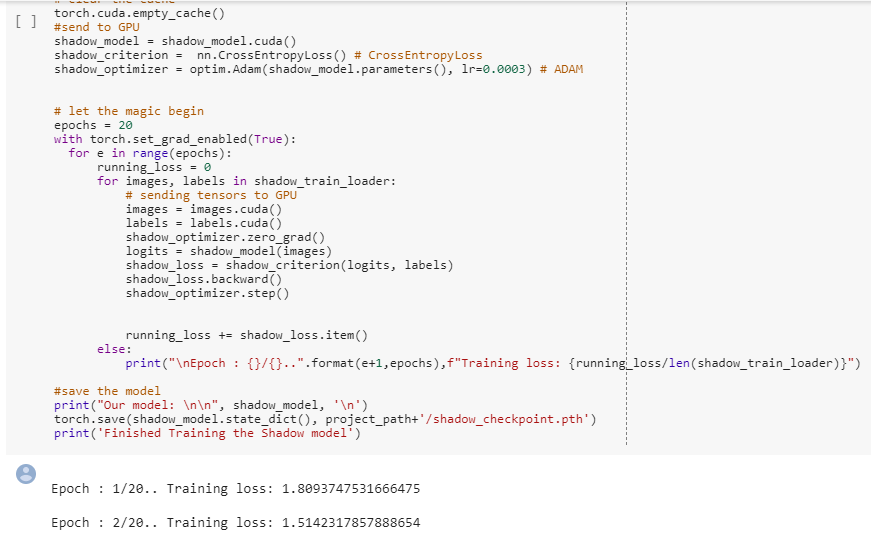 # clear the cache
torch.cuda.empty_cache()
[ ]
#send to GPU
shadow_model = shadow_model.cuda()
shadow_criterion =  nn.CrossEntropyLoss() # CrossEntropyLoss
shadow_optimizer = optim.Adam(shadow_model.parameters(), lr=0.0003) # ADAM
# let the magic begin
epochs = 20
with torch.set_grad_enabled(True):
  for e in range(epochs):
      running_loss = 0
      for images, labels in shadow_train_loader:
          # sending tensors to GPU
          images = images.cuda()
          labels = labels.cuda()
          shadow_optimizer.zero_grad()
          logits = shadow_model(images)
          shadow_loss = shadow_criterion(logits, labels)
          shadow_loss.backward()
          shadow_optimizer.step()
          running_loss += shadow_loss.item()
      else:
          print("\nEpoch : {}/{}..".format(e+1,epochs),f"Training loss: {running_loss/len(shadow_train_loader)}")
#save the model
print("Our model: \n\n", shadow_model, '\n')
torch.save(shadow_model.state_dict(), project_path+'/shadow_checkpoint.pth')
print('Finished Training the Shadow model')
Epoch : 1/20.. Training loss: 1.8093747531666475
Epoch : 2/20.. Training loss: 1.5142317857888654